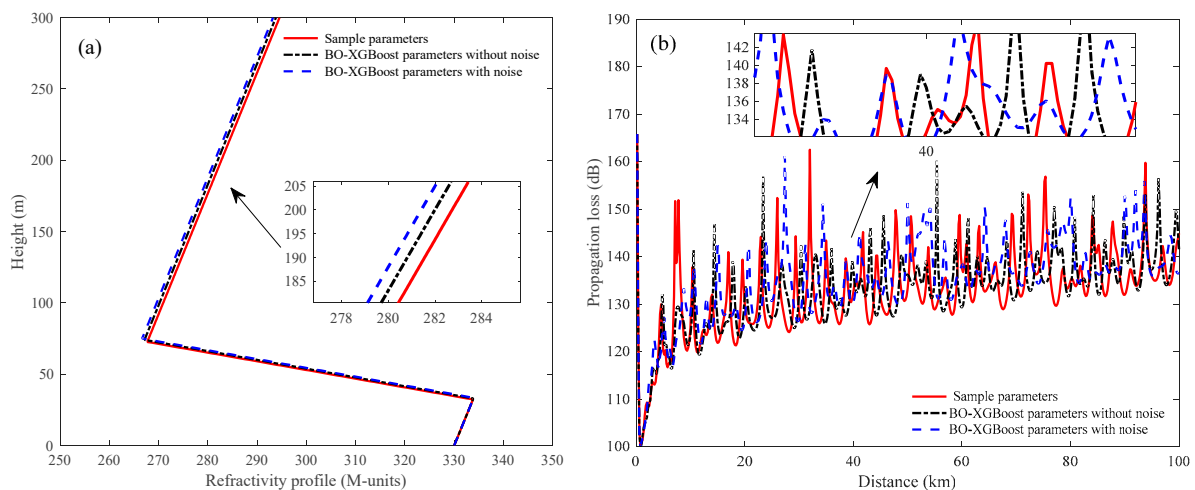 (a)
Sample parameters
BO-XGBoost parameters without noise
BO-XGBoost parameters with noise
300
250
200
150
100
50
0
Height (m)
205
200
195
190
185
278 280 282 284
250 260 270 280 290 300 310 320 330 340 350
Refractivity profile (M-units)
(b)
190
180
170
160
150
140
130
120
110
100
Propagation loss (dB)
142
140
138
136
134
40
Sample parameters
BO-XGBoost parameters without noise
BO-XGBoost parameters with noise
0 20 40 60 80 100
Distance (km)